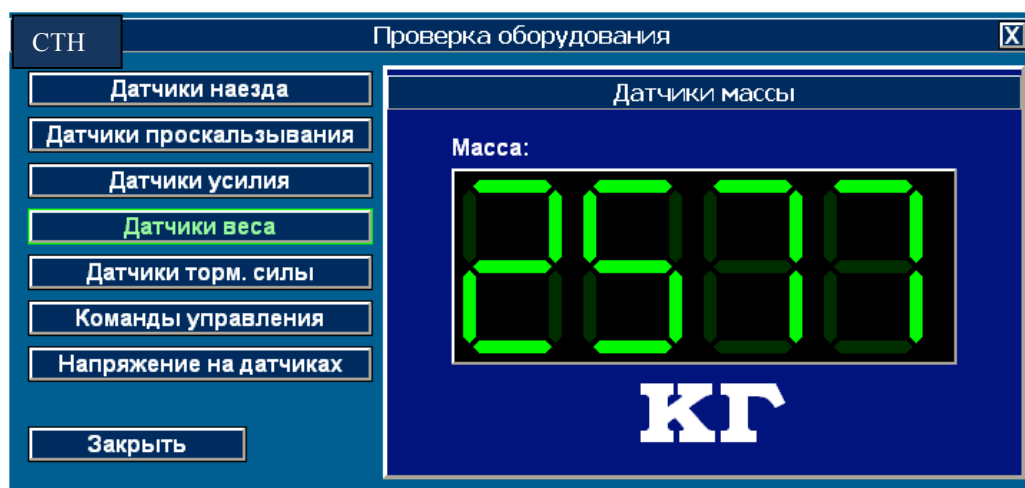 СТН
Проверка оборудования
X
Датчики наезда
Датчики проскальзывания
Датчики усилия
Датчики веса
Датчики торм. силы
Команды управления
Напряжение на датчиках
Закрыть
Датчики массы
Масса:
2577
КГ